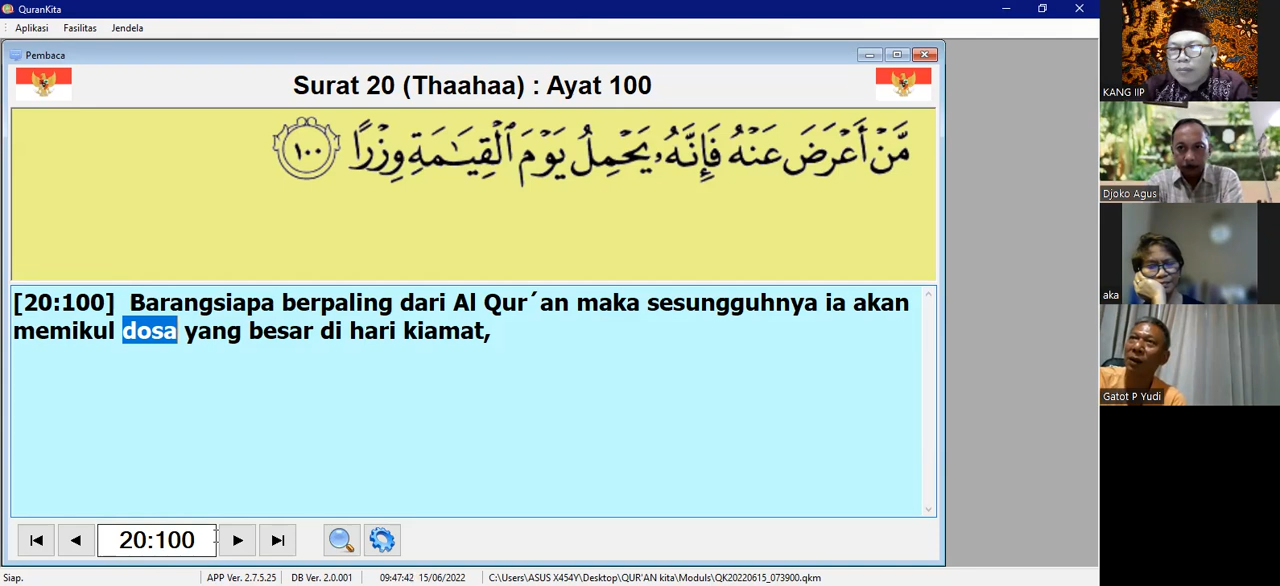 QuranKita
Aplikasi Fasilitas Jendela
Pembaca
Surat 20 (Thaahaa) : Ayat 100
مَّنْ أَعْرَضَ عَنْهُ فَإِنَّهُۥ يَحْمِلُ يَوْمَ ٱلْقِيَـٰمَةِ وِزْرًا ١٠٠
[20:100] Barangsiapa berpaling dari Al Qur´an maka sesungguhnya ia akan
memikul dosa yang besar di hari kiamat,
20:100
Siap. APP Ver. 2.7.5.25 DB Ver. 2.0.001 09:47:42 15/06/2022 C:\Users\ASUS X454Y\Desktop\QUR'AN kita\Moduls\QK20220615_073900.qkm
KANG IIP
Djoko Agus
aka
Gatot P Yudi